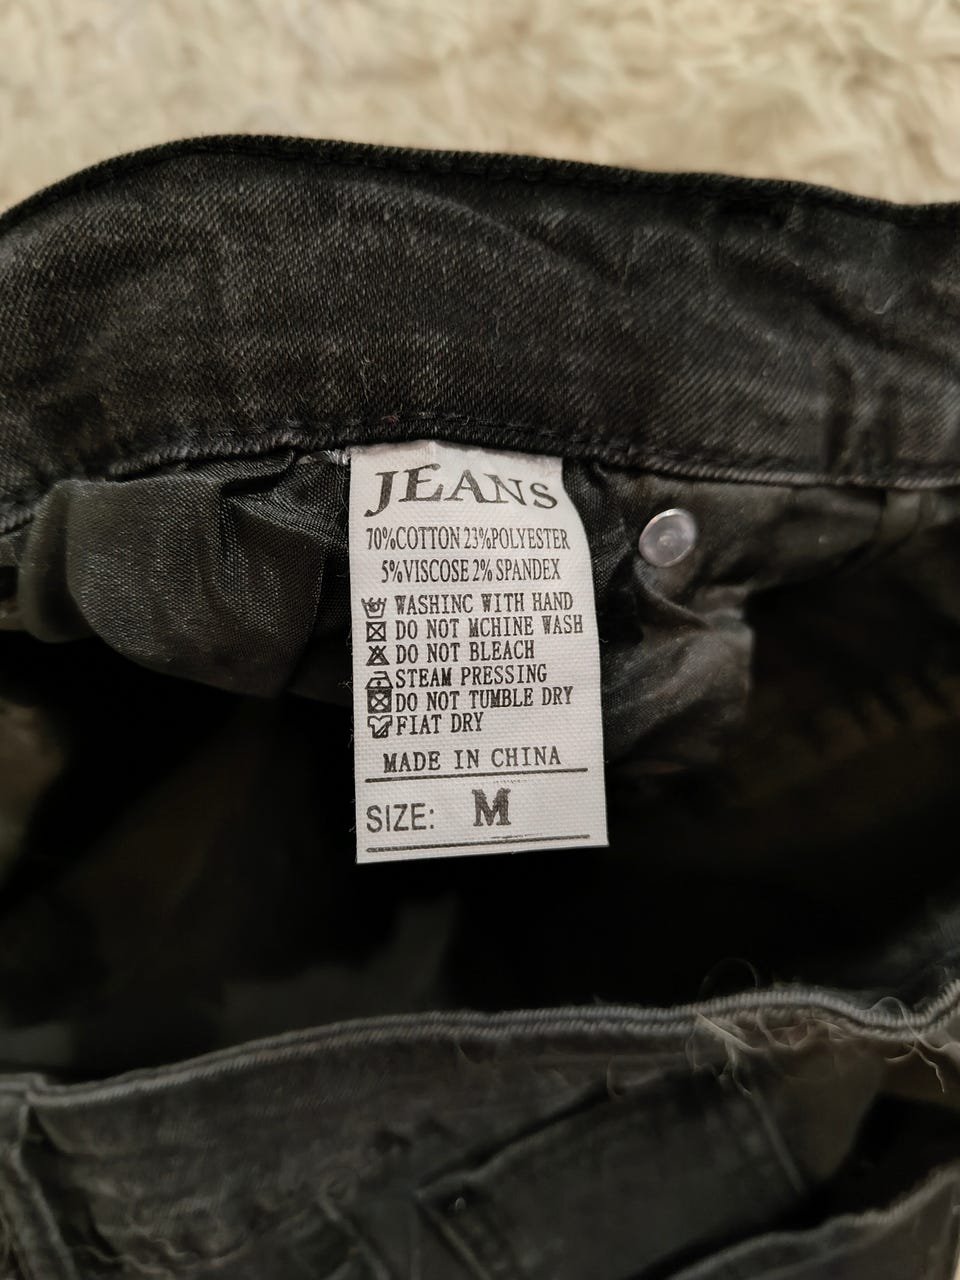 JEANS
70%COTTON 23%POLYESTER
5%VISCOSE 2% SPANDEX
WASHINC WITH HAND
DO NOT MCHINE WASH
DO NOT BLEACH
STEAM PRESSING
DO NOT TUMBLE DRY
FIAT DRY
MADE IN CHINA
SIZE: M